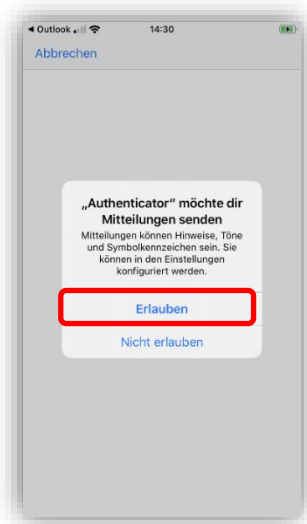 Outlook 14:30
Abbrechen
„Authenticator“ möchte dir
Mitteilungen senden
Mitteilungen können Hinweise, Töne
und Symbolkennzeichen sein. Sie
können in den Einstellungen
konfiguriert werden.
Erlauben
Nicht erlauben